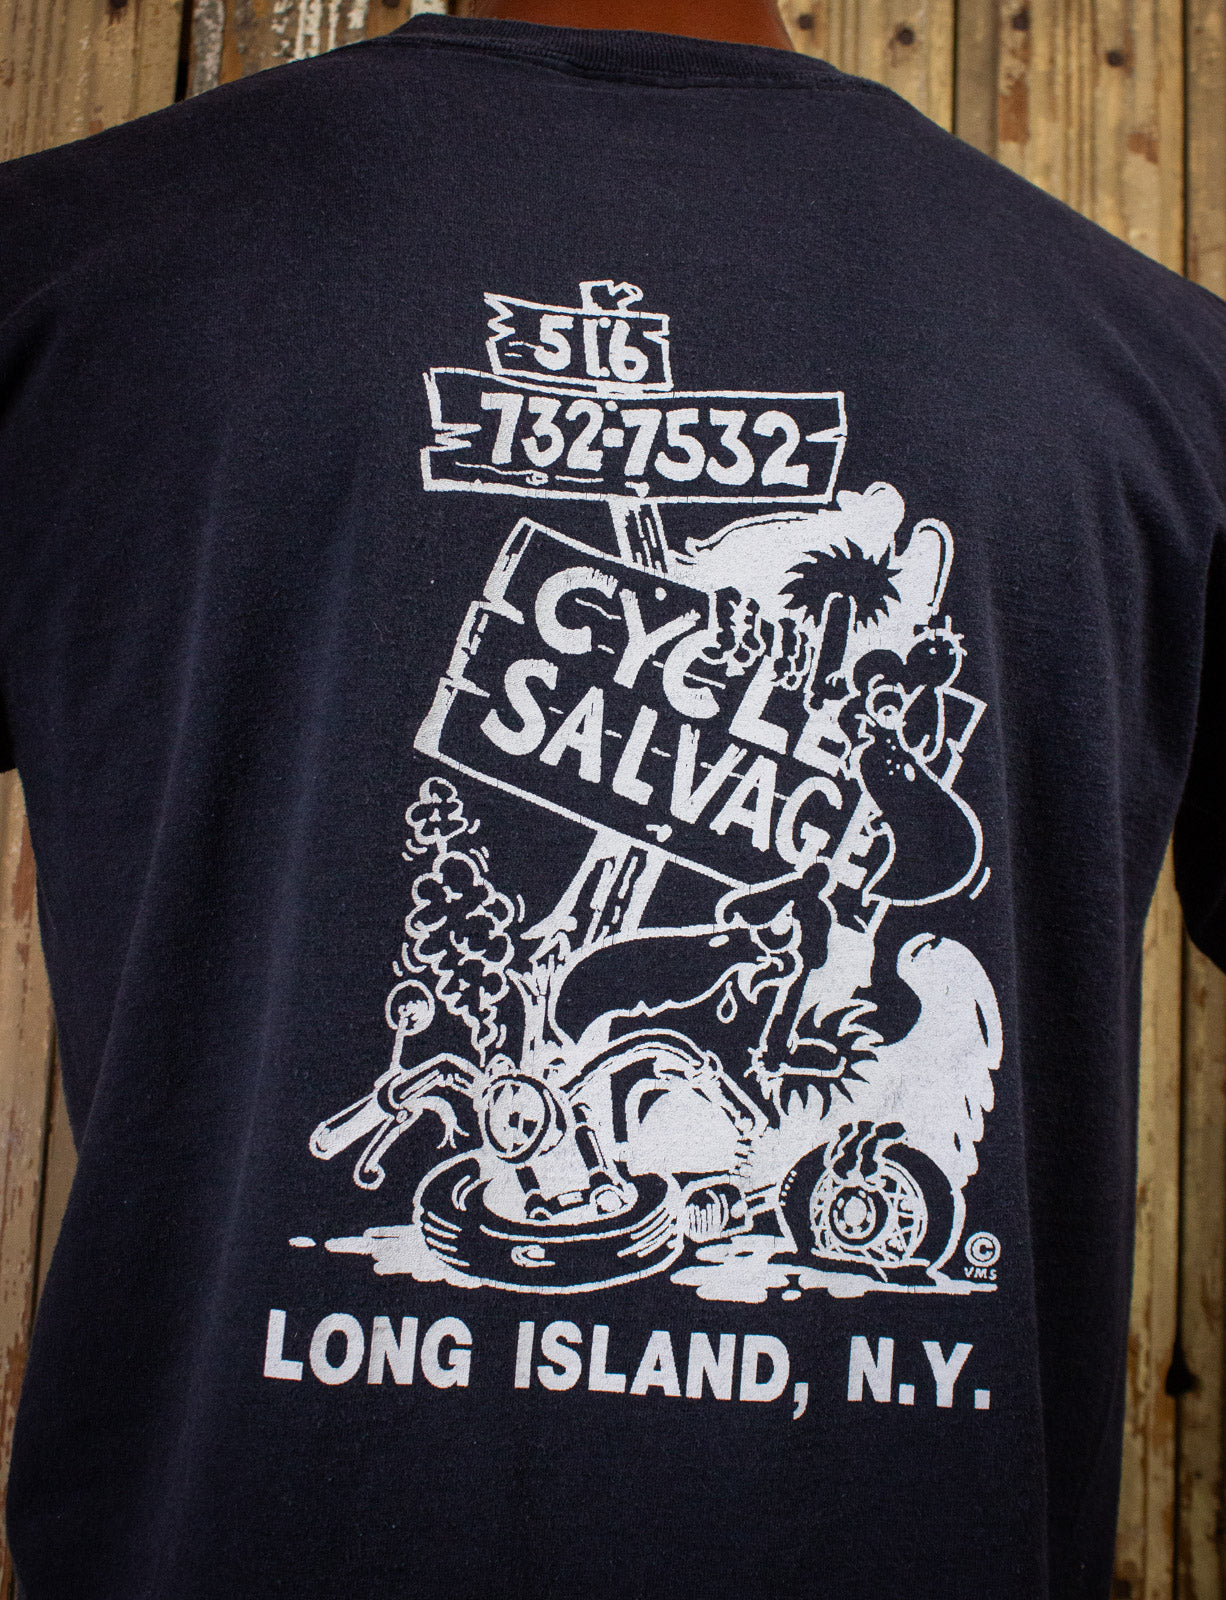 516
732-7532
CYCLE
SALVAGE
©
VMS
LONG ISLAND, N.Y.